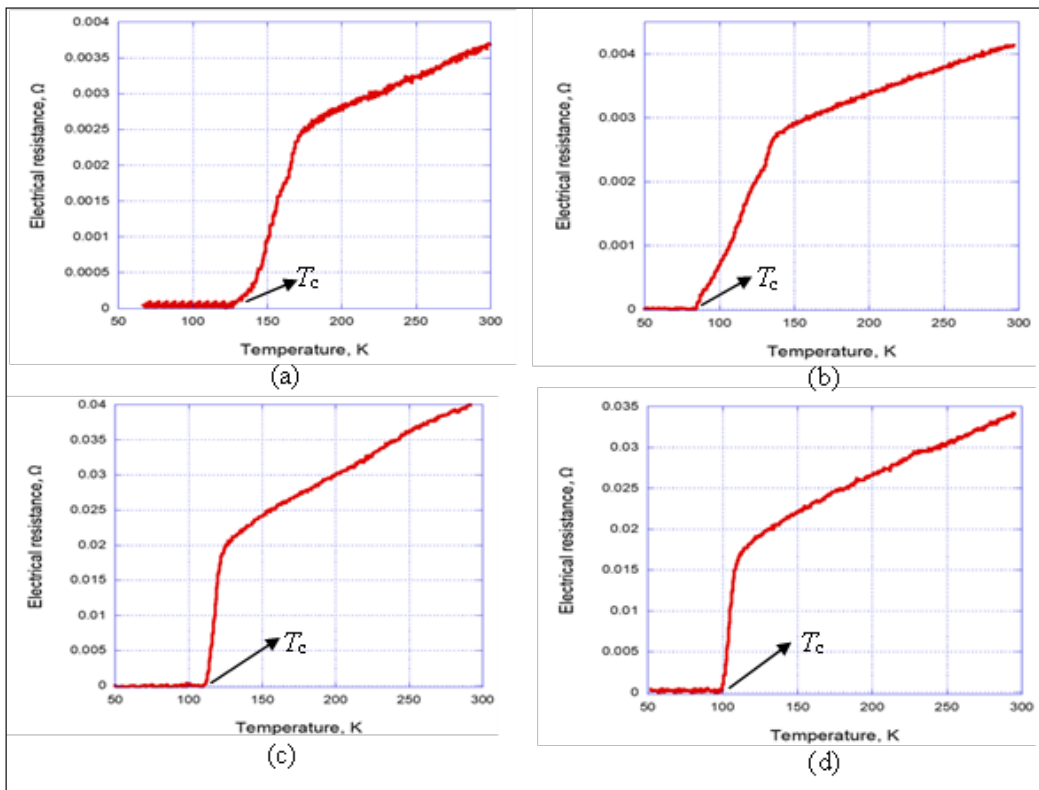 0.004
0.0035
0.003
0.0025
0.002
0.0015
0.001
0.0005
0
Electrical resistance, Ω
T_c
50 100 150 200 250 300
Temperature, K
(a)
0.004
0.003
0.002
0.001
0
Electrical resistance, Ω
T_c
50 100 150 200 250 300
Temperature, K
(b)
0.04
0.035
0.03
0.025
0.02
0.015
0.01
0.005
0
Electrical resistance, Ω
T_c
50 100 150 200 250 300
Temperature, K
(c)
0.035
0.03
0.025
0.02
0.015
0.01
0.005
0
Electrical resistance, Ω
T_c
50 100 150 200 250 300
Temperature, K
(d)